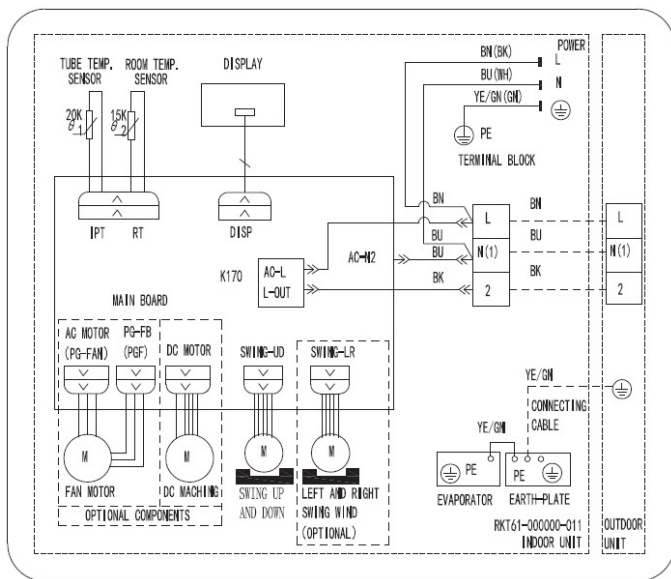 TUBE TEMP.
SENSOR
ROOM TEMP.
SENSOR
DISPLAY
BN(BK)
POWER
L
BU(WH)
N
YE/GN(GN)
PE
TERMINAL BLOCK
20K
θ 1
15K
θ 2
IPT
RT
DISP
BN
L
BN
L
BU
BU
N(1)
BU
N(1)
AC-N2
K170
AC-L
L-OUT
BK
2
BK
2
MAIN BOARD
AC MOTOR
(PG-FAN)
PG-FB
(PGF)
DC MOTOR
SWING-UD
SWING-LR
M
M
M
M
FAN MOTOR
DC MACHING
OPTIONAL COMPONENTS
SWING UP
AND DOWN
LEFT AND RIGHT
SWING WIND
(OPTIONAL)
YE/GN
CONNECTING
CABLE
YE/GN
PE
PE
EVAPORATOR
EARTH-PLATE
RKT61-000000-011
INDOOR UNIT
OUTDOOR
UNIT